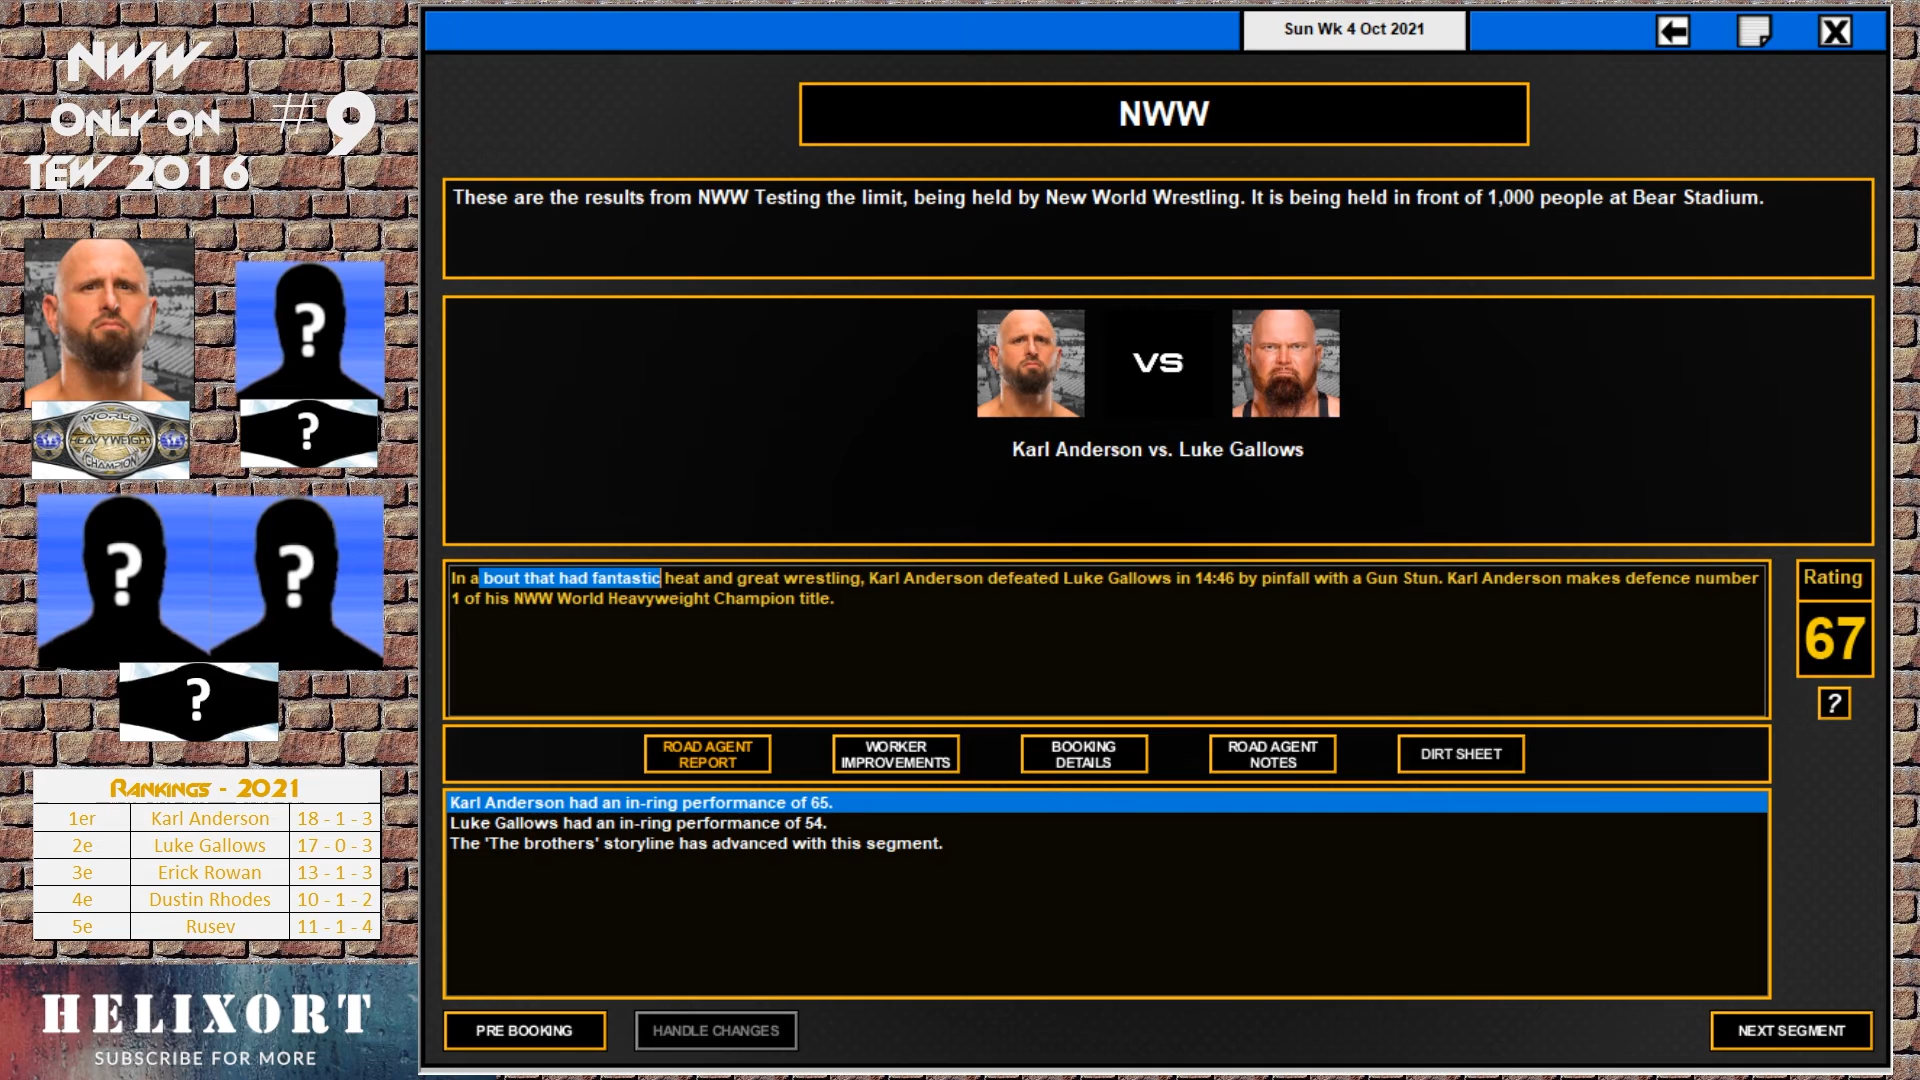 NWW
ONLY ON
TEW 2016
#9
Sun Wk 4 Oct 2021
NWW
These are the results from NWW Testing the limit, being held by New World Wrestling. It is being held in front of 1,000 people at Bear Stadium.
VS
Karl Anderson vs. Luke Gallows
In a bout that had fantastic heat and great wrestling, Karl Anderson defeated Luke Gallows in 14:46 by pinfall with a Gun Stun. Karl Anderson makes defence number
1 of his NWW World Heavyweight Champion title.
Rating
67
?
ROAD AGENT
REPORT
WORKER
IMPROVEMENTS
BOOKING
DETAILS
ROAD AGENT
NOTES
DIRT SHEET
Karl Anderson had an in-ring performance of 65.
Luke Gallows had an in-ring performance of 54.
The 'The brothers' storyline has advanced with this segment.
PRE BOOKING
HANDLE CHANGES
NEXT SEGMENT
?
WORLD
HEAVYWEIGHT
CHAMPION
?
? ?
?
RANKINGS - 2021
1er Karl Anderson 18 - 1 - 3
2e Luke Gallows 17 - 0 - 3
3e Erick Rowan 13 - 1 - 3
4e Dustin Rhodes 10 - 1 - 2
5e Rusev 11 - 1 - 4
HELIXORT
SUBSCRIBE FOR MORE